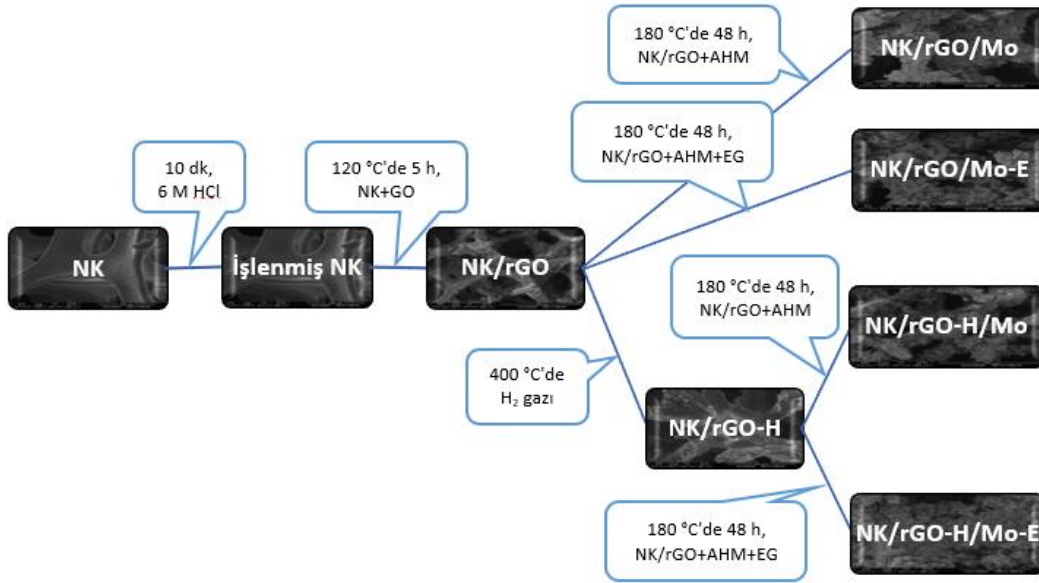 180 °C'de 48 h,
NK/rGO+AHM
NK/rGO/Mo
180 °C'de 48 h,
NK/rGO+AHM+EG
NK/rGO/Mo-E
10 dk,
6 M HCl
120 °C'de 5 h,
NK+GO
NK
İşlenmiş NK
NK/rGO
180 °C'de 48 h,
NK/rGO+AHM
NK/rGO-H/Mo
400 °C'de
H₂ gazı
NK/rGO-H
180 °C'de 48 h,
NK/rGO+AHM+EG
NK/rGO-H/Mo-E